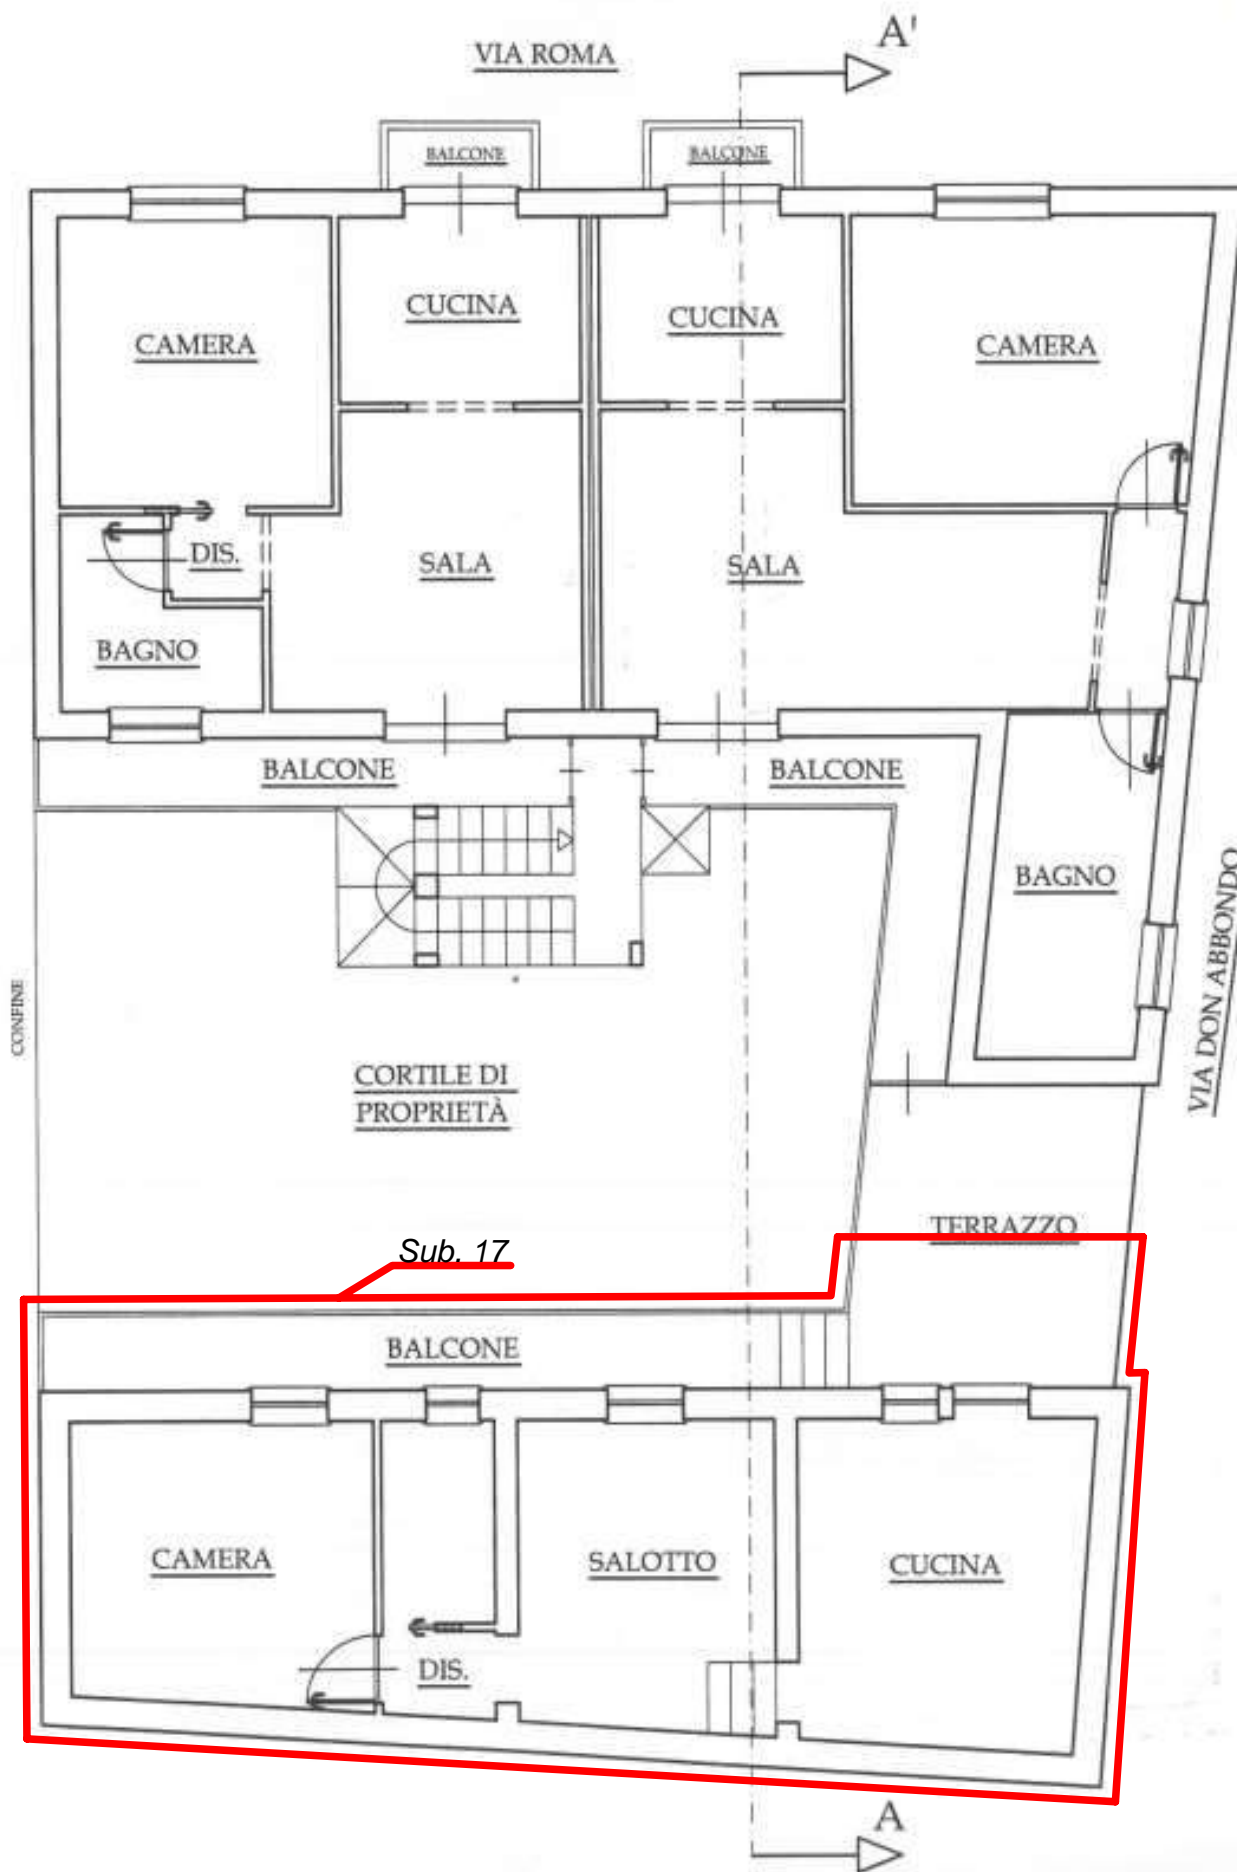 VIA ROMA
A'
BALCONE
BALCONE
CAMERA
CUCINA
CUCINA
CAMERA
DIS.
SALA
SALA
BAGNO
BALCONE
BALCONE
BAGNO
VIA DON ABBONDO
CONFINE
CORTILE DI
PROPRIETÀ
TERRAZZO
Sub. 17
BALCONE
CAMERA
SALOTTO
CUCINA
DIS.
A